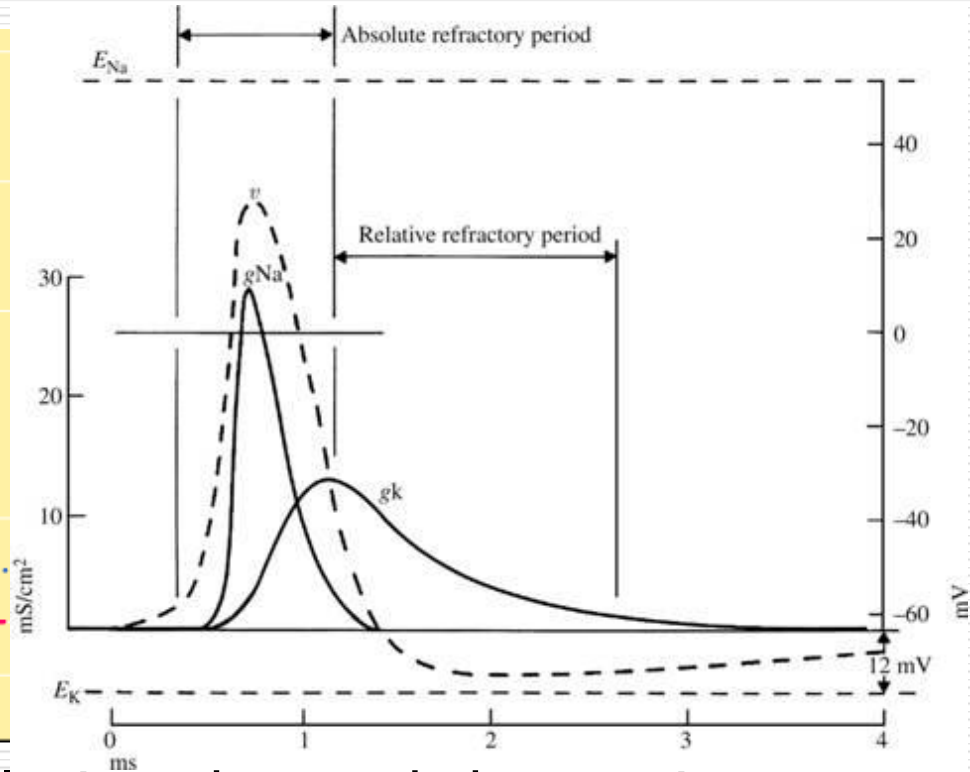 Absolute refractory period
E_Na
40
v
Relative refractory period
20
30
gNa
0
20
-20
10
gk
-40
mS/cm²
-60
mV
12 mV
E_K
0 1 2 3 4
ms